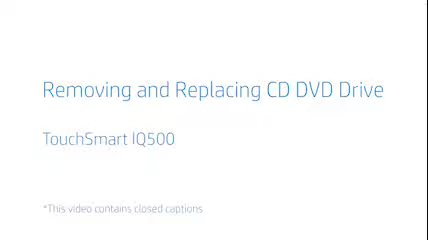 Removing and Replacing CD DVD Drive
TouchSmart IQ500
*This video contains closed captions